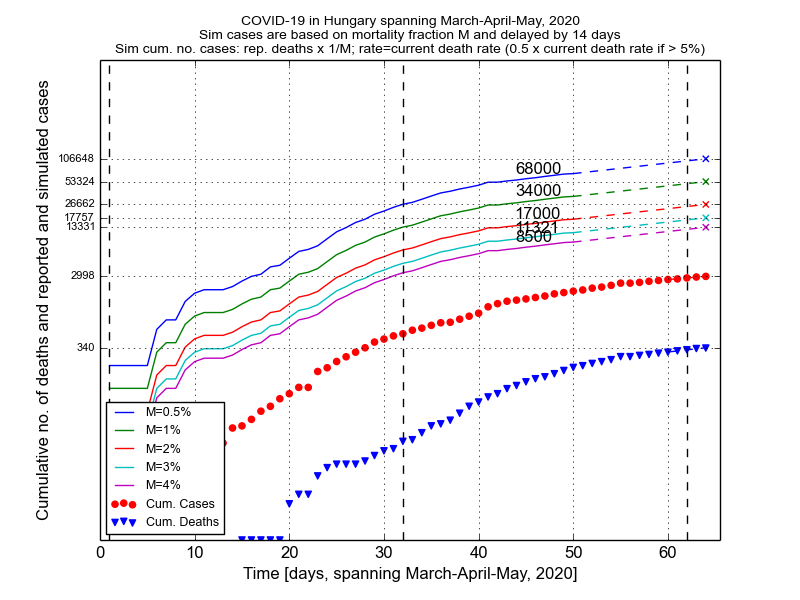 COVID-19 in Hungary spanning March-April-May, 2020
Sim cases are based on mortality fraction M and delayed by 14 days
Sim cum. no. cases: rep. deaths x 1/M; rate=current death rate (0.5 x current death rate if > 5%)
Cumulative no. of deaths and reported and simulated cases
106648
53324
26662
17757
13331
2998
340
68000
34000
17000
11321
8500
M=0.5%
M=1%
M=2%
M=3%
M=4%
Cum. Cases
Cum. Deaths
0 10 20 30 40 50 60
Time [days, spanning March-April-May, 2020]